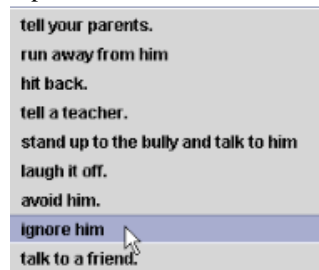 tell your parents.
run away from him
hit back.
tell a teacher.
stand up to the bully and talk to him
laugh it off.
avoid him.
ignore him
talk to a friend.